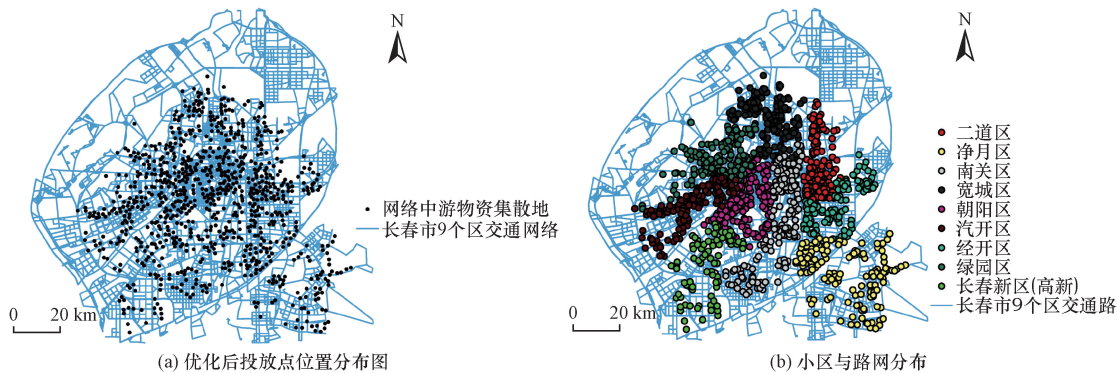 N
网络中游物资集散地
长春市9个区交通网络
0 20 km
(a) 优化后投放点位置分布图
N
二道区
净月区
南关区
宽城区
朝阳区
汽开区
经开区
绿园区
长春新区(高新)
长春市9个区交通路
0 20 km
(b) 小区与路网分布